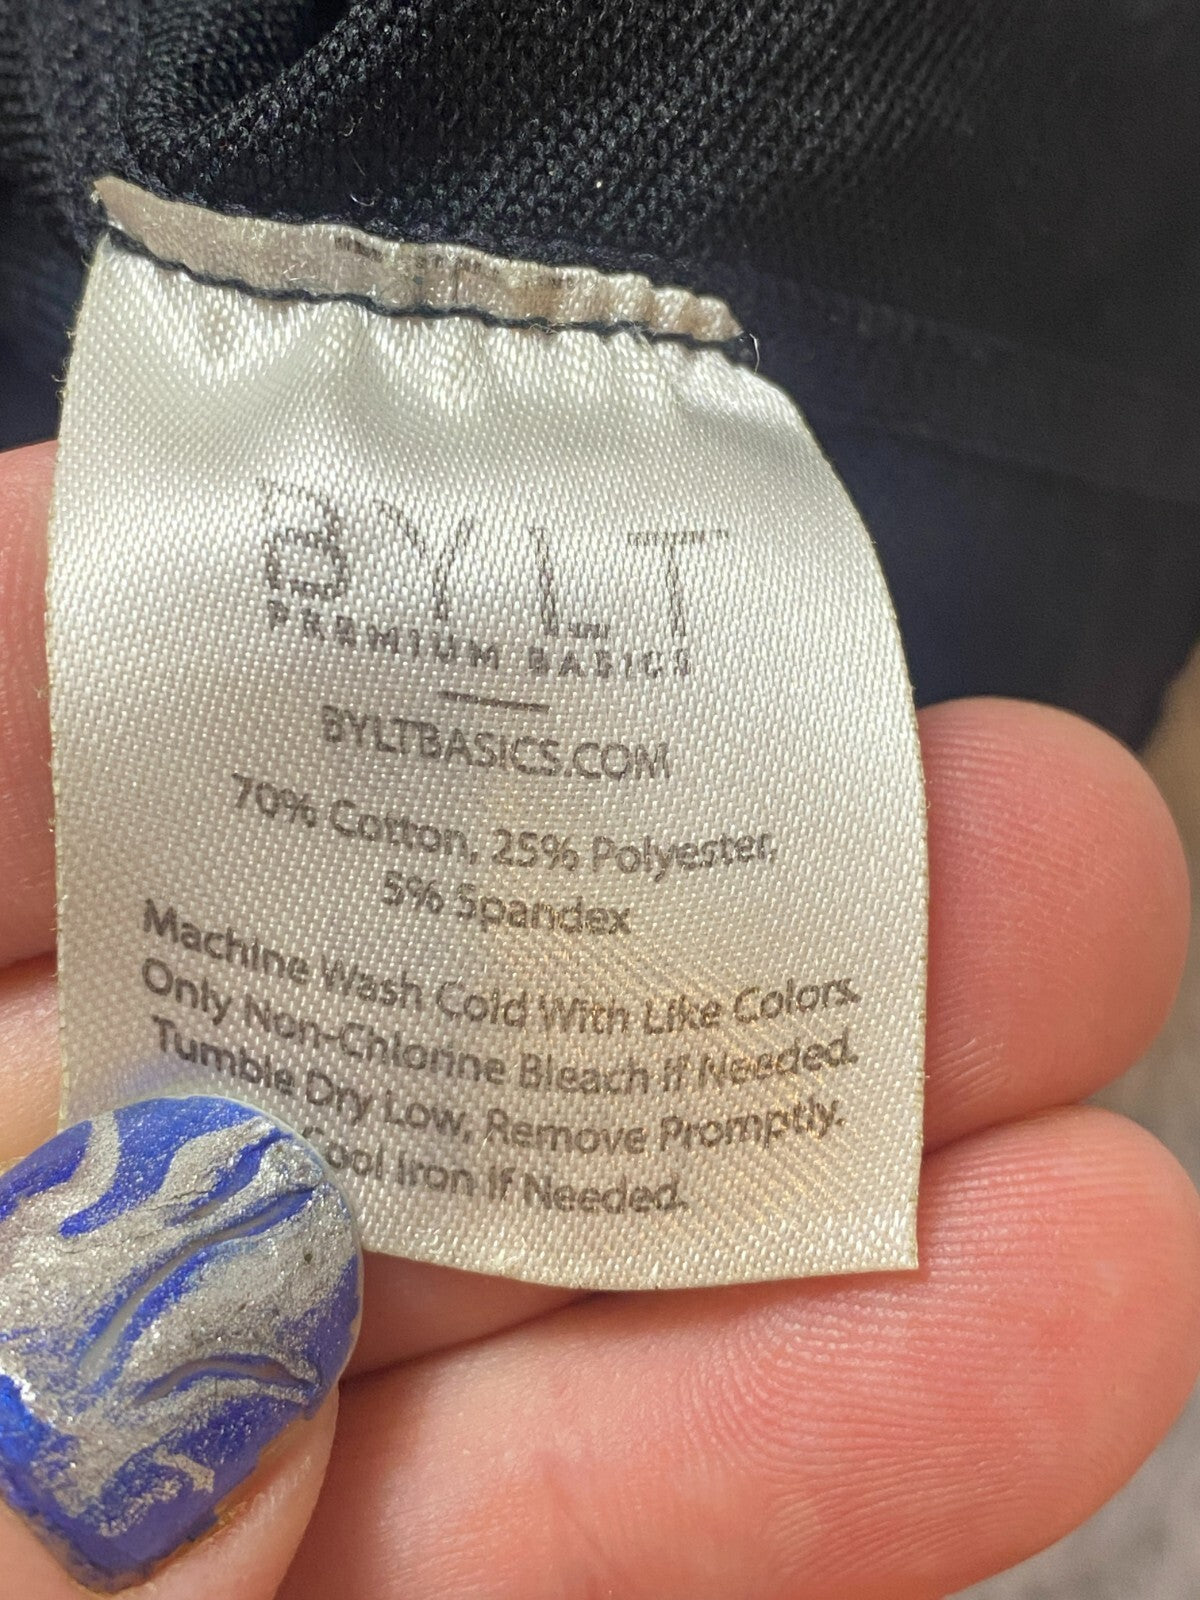 BYLT
PREMIUM BASICS
BYLTBASICS.COM
70% Cotton, 25% Polyester,
5% Spandex
Machine Wash Cold With Like Colors.
Only Non-Chlorine Bleach If Needed.
Tumble Dry Low, Remove Promptly.
Cool Iron If Needed.